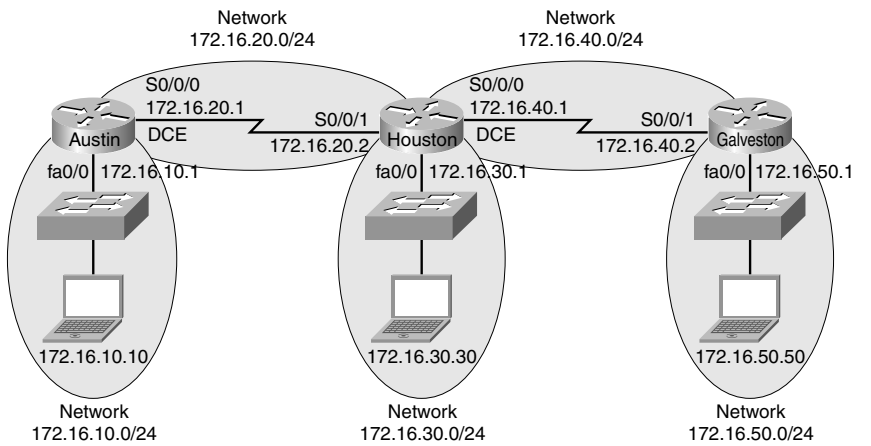 Network
172.16.20.0/24
Network
172.16.40.0/24
S0/0/0
172.16.20.1
DCE
S0/0/1
172.16.20.2
S0/0/0
172.16.40.1
DCE
S0/0/1
172.16.40.2
Austin
Houston
Galveston
fa0/0 172.16.10.1
fa0/0 172.16.30.1
fa0/0 172.16.50.1
172.16.10.10
172.16.30.30
172.16.50.50
Network
172.16.10.0/24
Network
172.16.30.0/24
Network
172.16.50.0/24